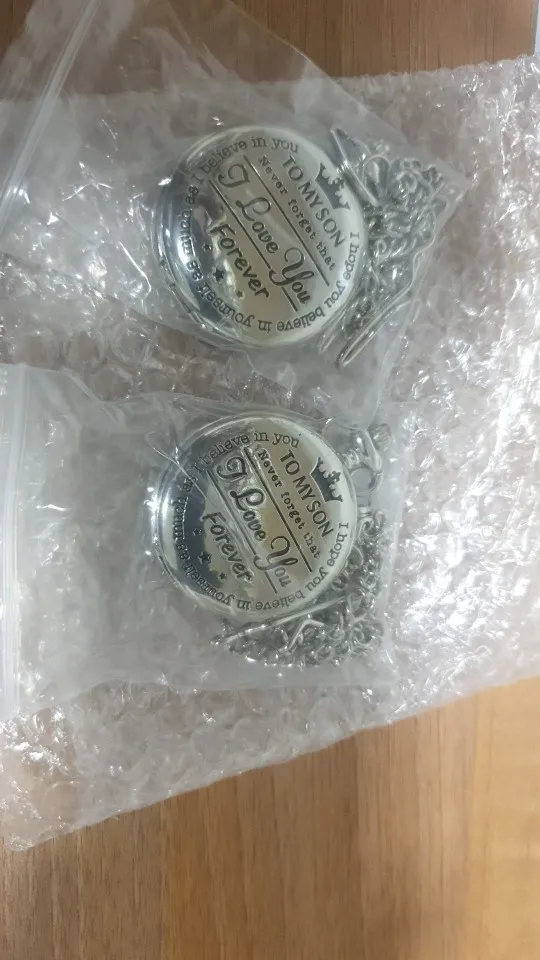 TO MY SON
Never forget that
I Love You
Forever
I hope you believe in yourself as much as I believe in you
TO MY SON
Never forget that
I Love You
Forever
I hope you believe in yourself as much as I believe in you